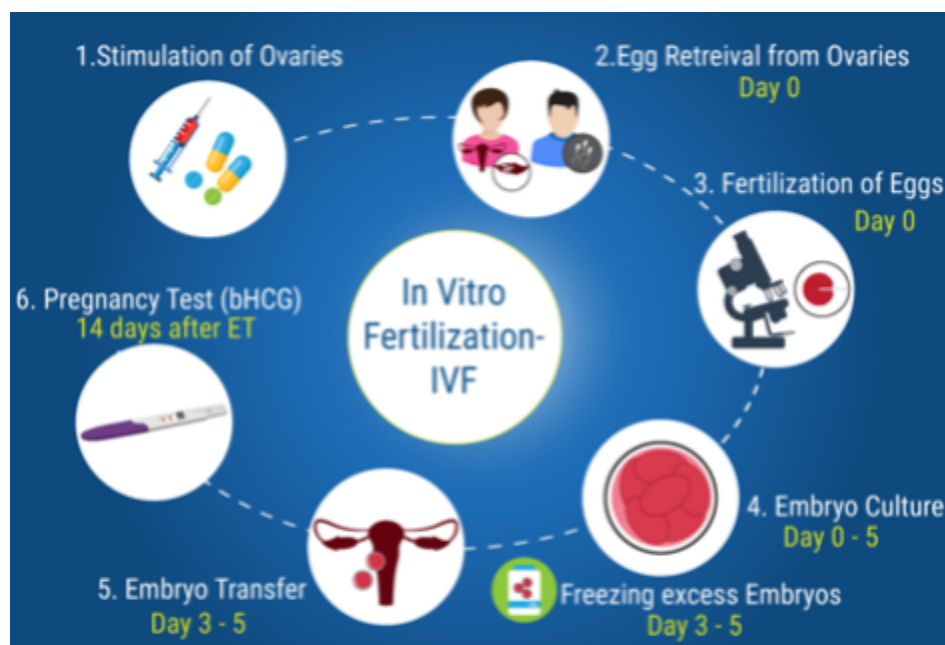 1.Stimulation of Ovaries
2.Egg Retreival from Ovaries
Day 0
3. Fertilization of Eggs
Day 0
In Vitro
Fertilization-
IVF
6. Pregnancy Test (bHCG)
14 days after ET
4. Embryo Culture
Day 0 - 5
5. Embryo Transfer
Day 3 - 5
Freezing excess Embryos
Day 3 - 5